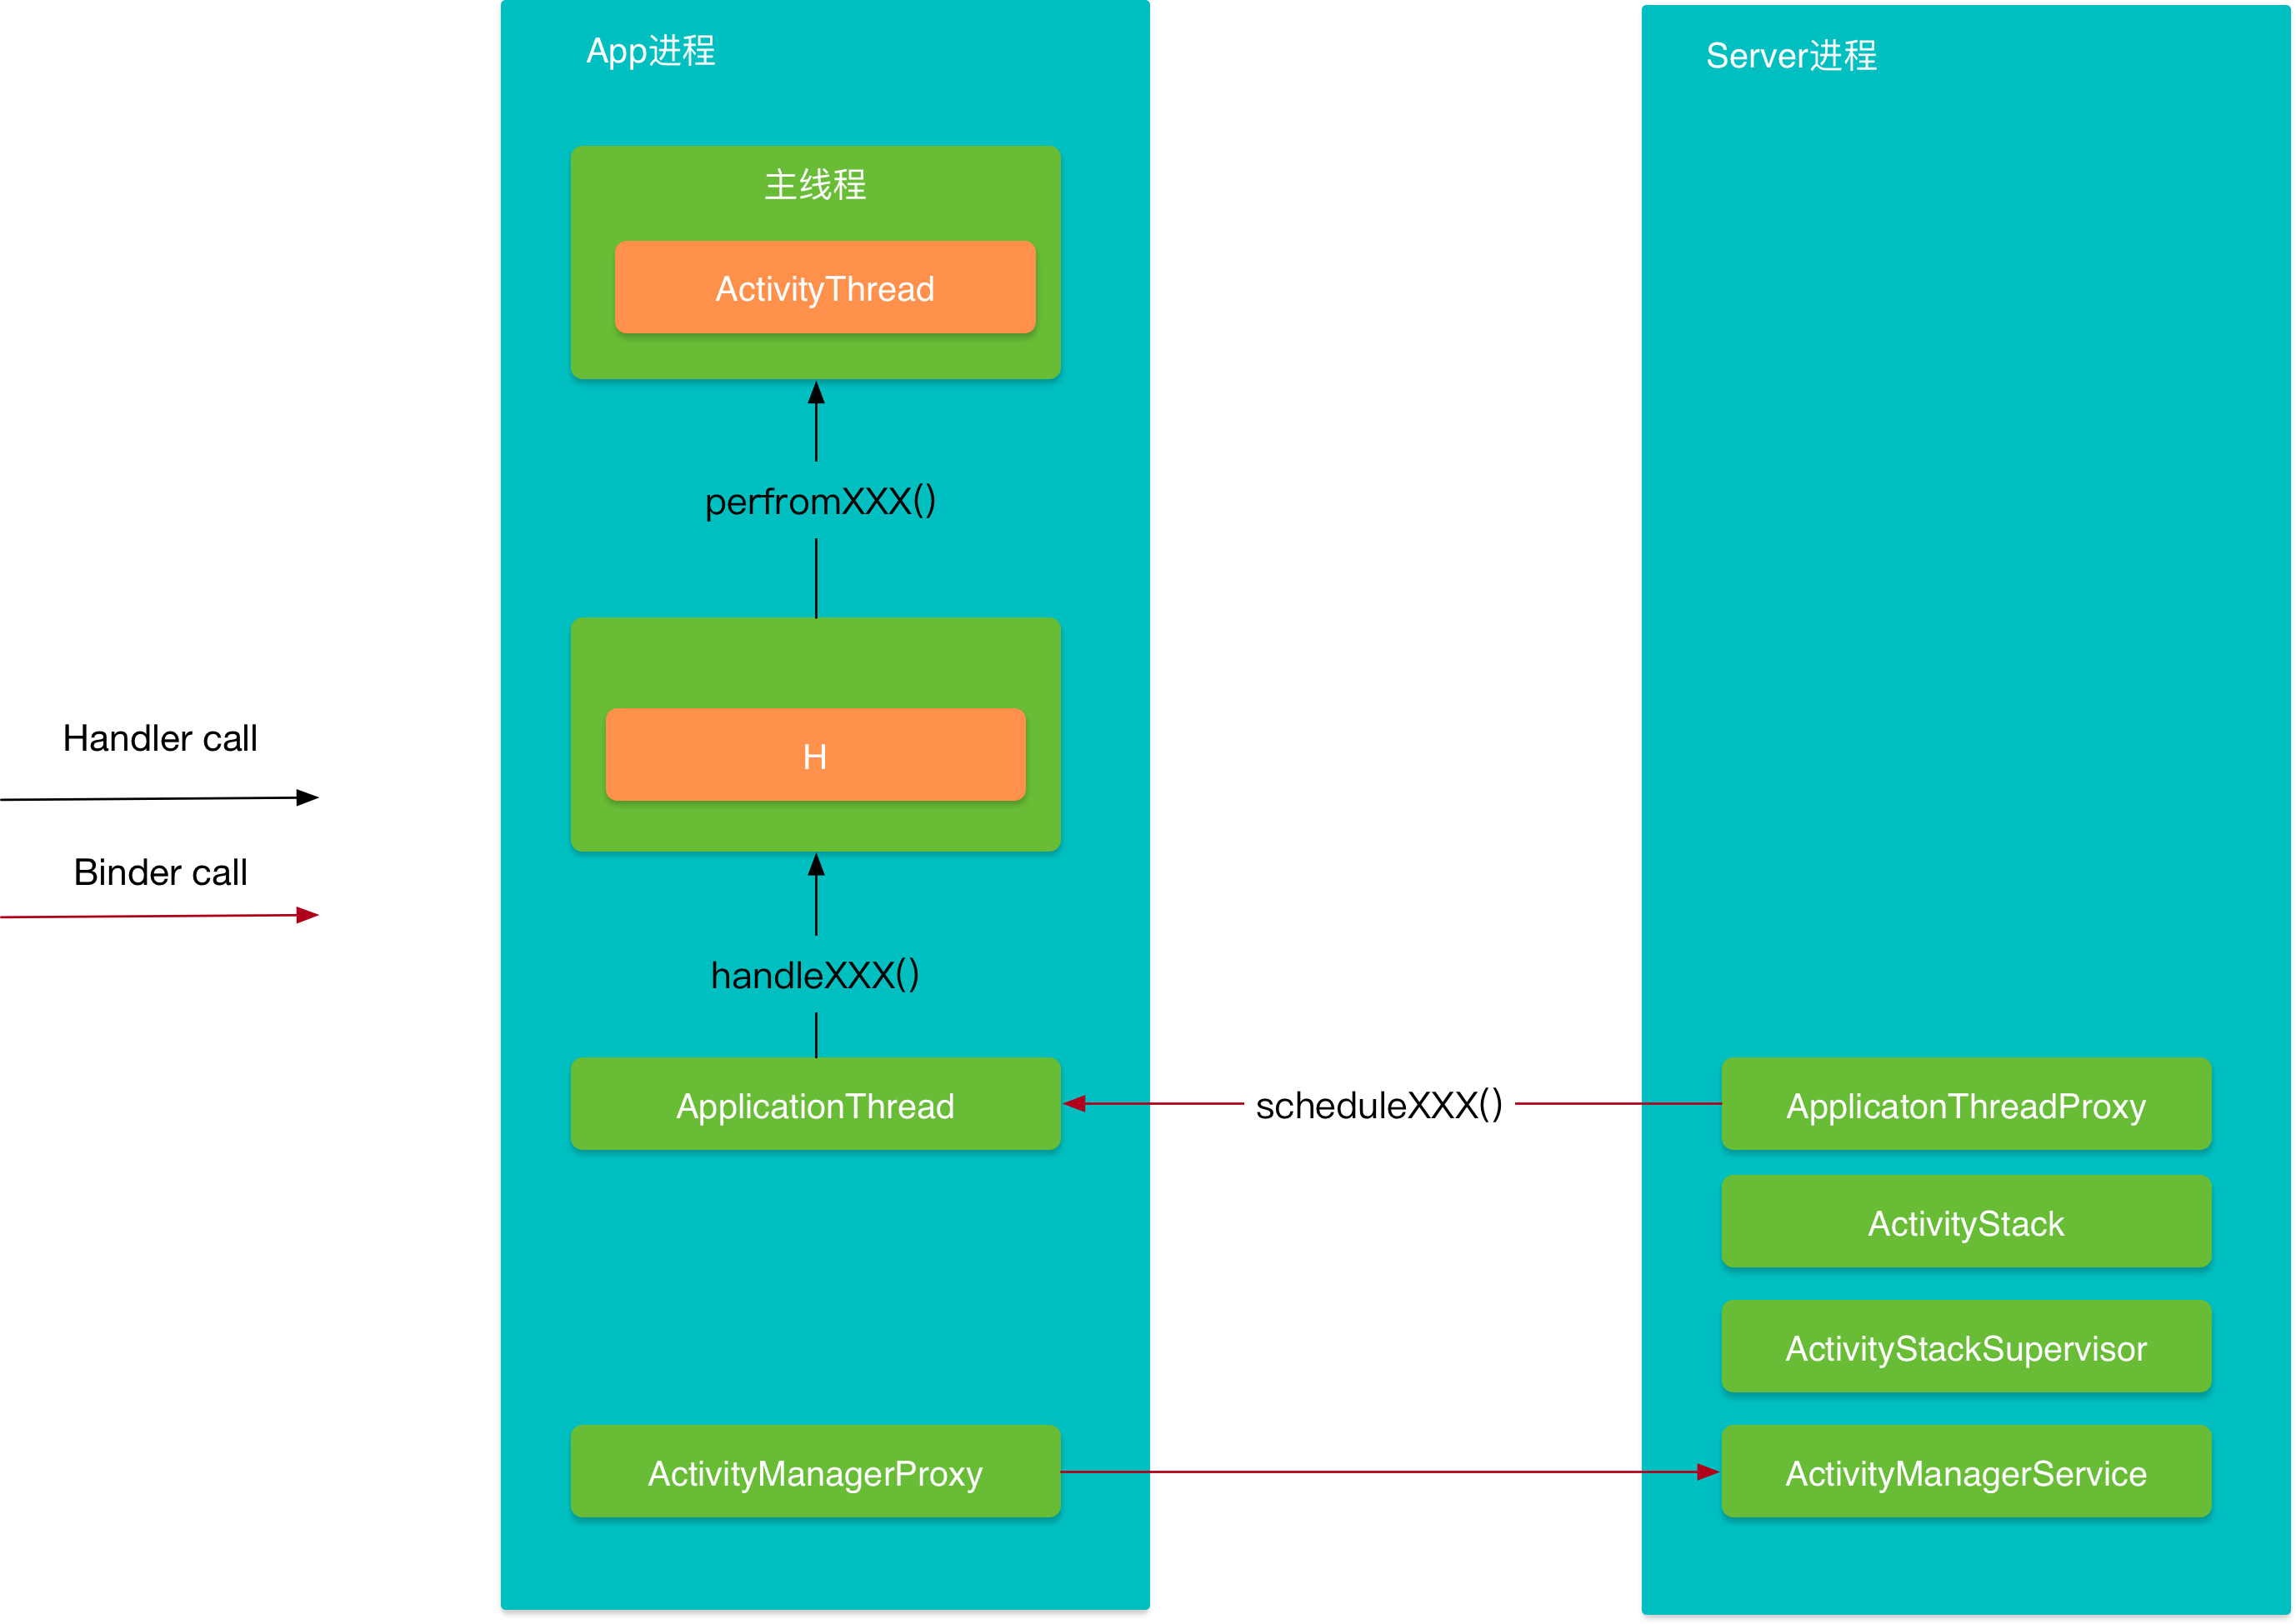 App进程
Server进程
主线程
ActivityThread
perfromXXX()
Handler call
H
Binder call
handleXXX()
ApplicationThread
scheduleXXX()
ApplicatonThreadProxy
ActivityStack
ActivityStackSupervisor
ActivityManagerProxy
ActivityManagerService